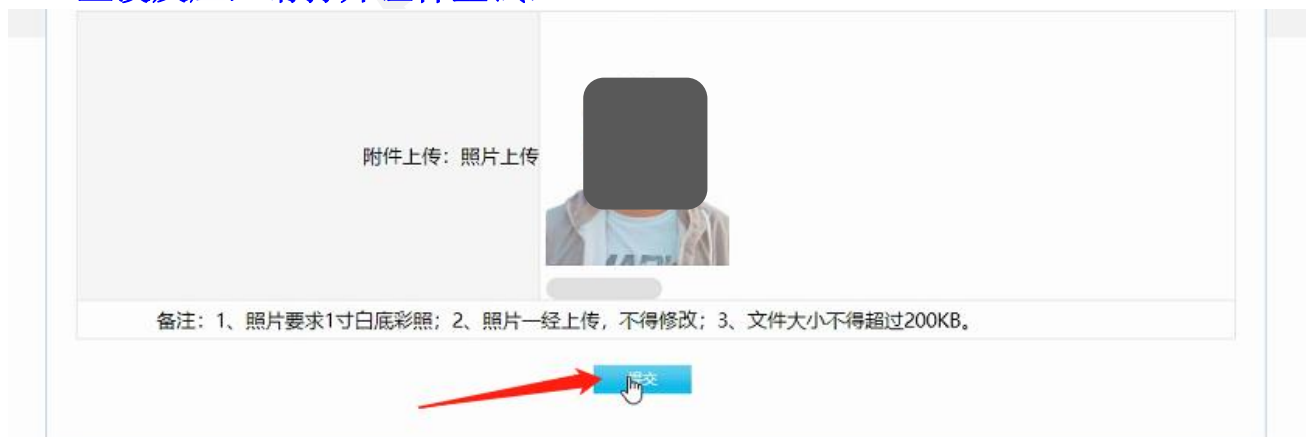 附件上传：照片上传
备注：1、照片要求1寸白底彩照；2、照片一经上传，不得修改；3、文件大小不得超过200KB。
提交